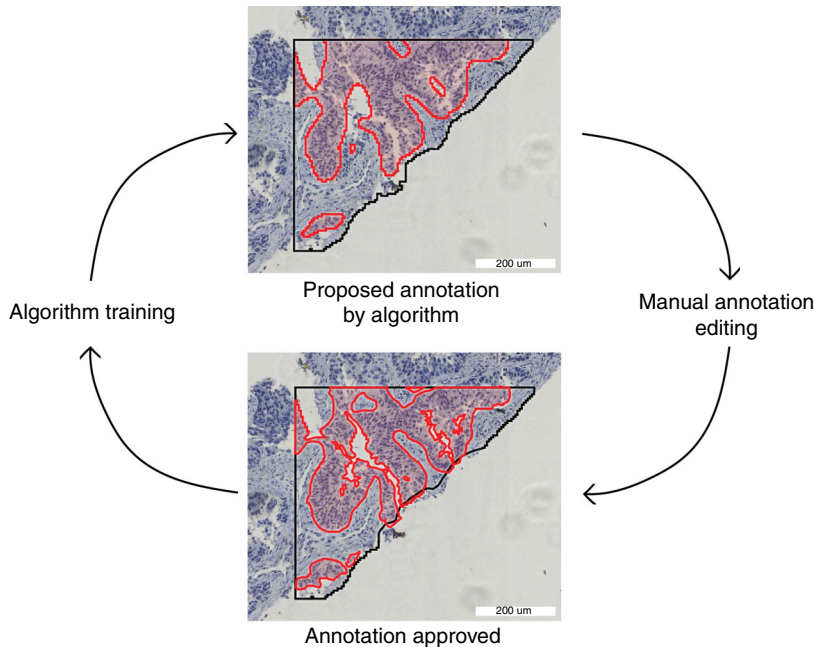 200 um
Proposed annotation
by algorithm
Algorithm training
Manual annotation
editing
200 um
Annotation approved